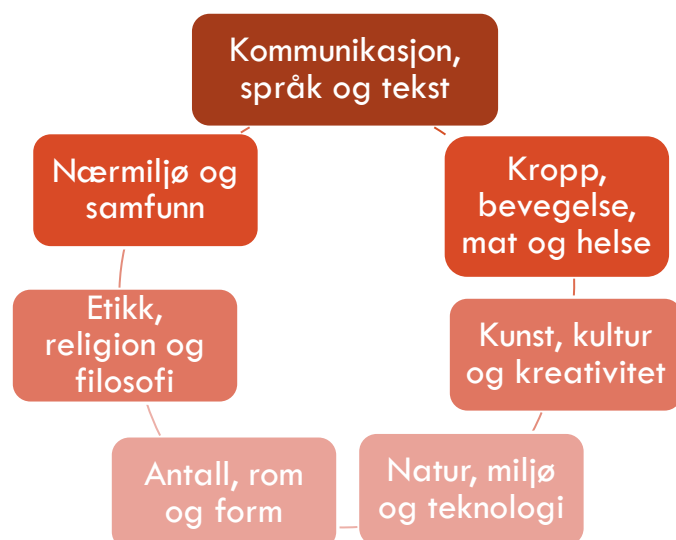 Kommunikasjon,
språk og tekst
Kropp,
bevegelse,
mat og helse
Kunst, kultur
og kreativitet
Natur, miljø
og teknologi
Antall, rom
og form
Etikk,
religion og
filosofi
Nærmiljø og
samfunn